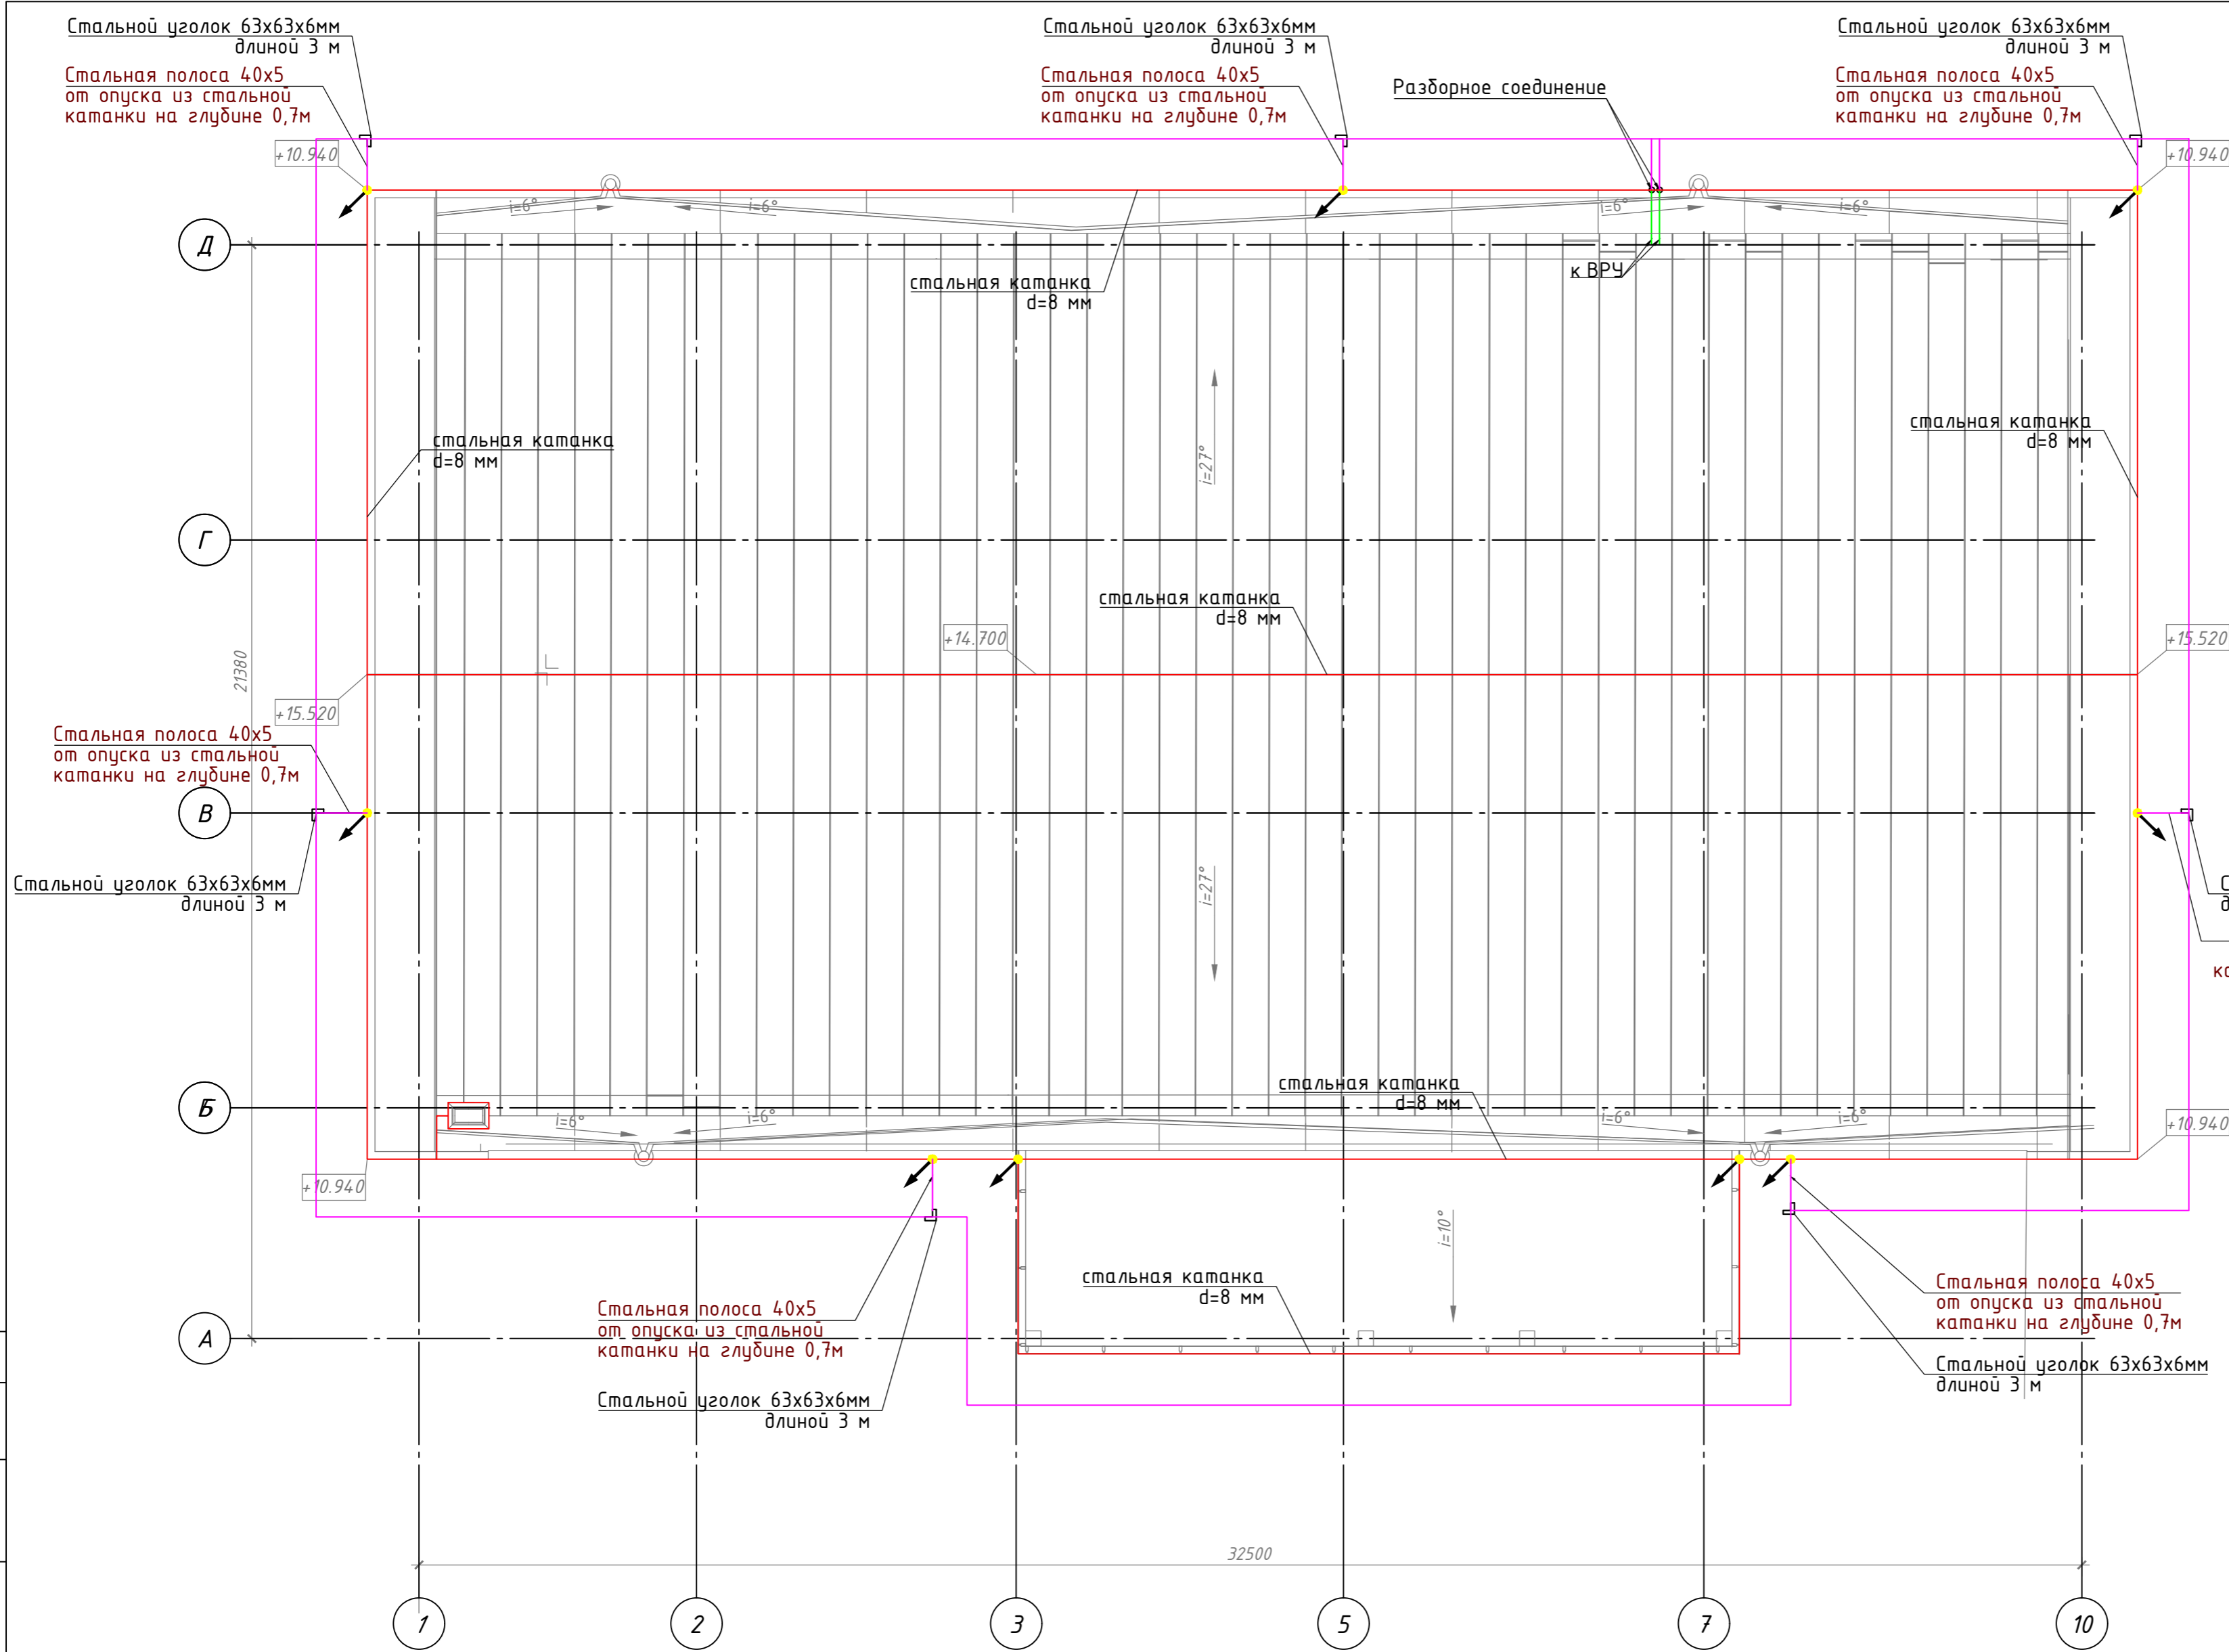 Стальной уголок 63х63х6мм
длиной 3 м
Стальная полоса 40х5
от опуска из стальной
катанки на глубине 0,7м
Стальной уголок 63х63х6мм
длиной 3 м
Стальная полоса 40х5
от опуска из стальной
катанки на глубине 0,7м
Разборное соединение
Стальной уголок 63х63х6мм
длиной 3 м
Стальная полоса 40х5
от опуска из стальной
катанки на глубине 0,7м
+10.940
+10.940
i=6°
i=6°
i=6°
i=6°
Д
к ВРУ
стальная катанка
d=8 мм
стальная катанка
d=8 мм
стальная катанка
d=8 мм
i=27°
Г
стальная катанка
d=8 мм
+14.700
+15.520
21380
+15.520
Стальная полоса 40х5
от опуска из стальной
катанки на глубине 0,7м
В
Стальной уголок 63х63х6мм
длиной 3 м
i=27°
С
д
ка
стальная катанка
d=8 мм
Б
i=6°
i=6°
i=6°
i=6°
+10.940
+10.940
i=10°
стальная катанка
d=8 мм
Стальная полоса 40х5
от опуска из стальной
катанки на глубине 0,7м
Стальная полоса 40х5
от опуска из стальной
катанки на глубине 0,7м
А
Стальной уголок 63х63х6мм
длиной 3 м
Стальной уголок 63х63х6мм
длиной 3 м
32500
1
2
3
5
7
10